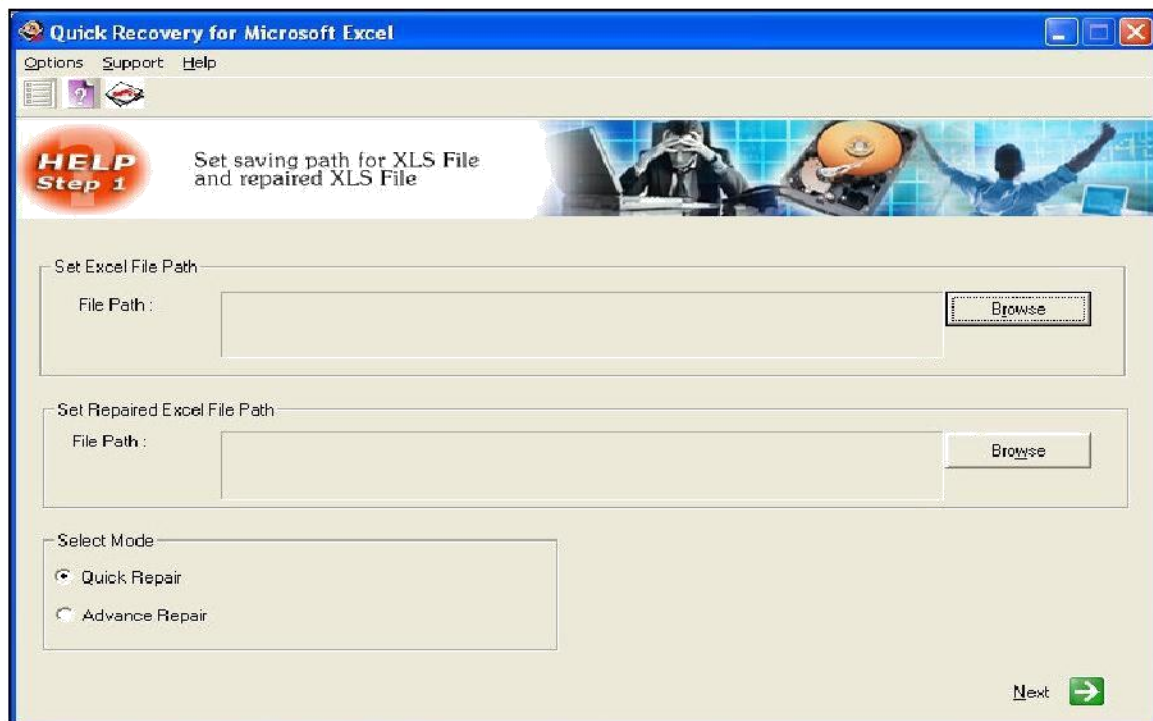 Quick Recovery for Microsoft Excel
Options Support Help
?
HELP
Step 1
Set saving path for XLS File
and repaired XLS File
Set Excel File Path
File Path :
Browse
Set Repaired Excel File Path
File Path :
Browse
Select Mode
Quick Repair
Advance Repair
Next